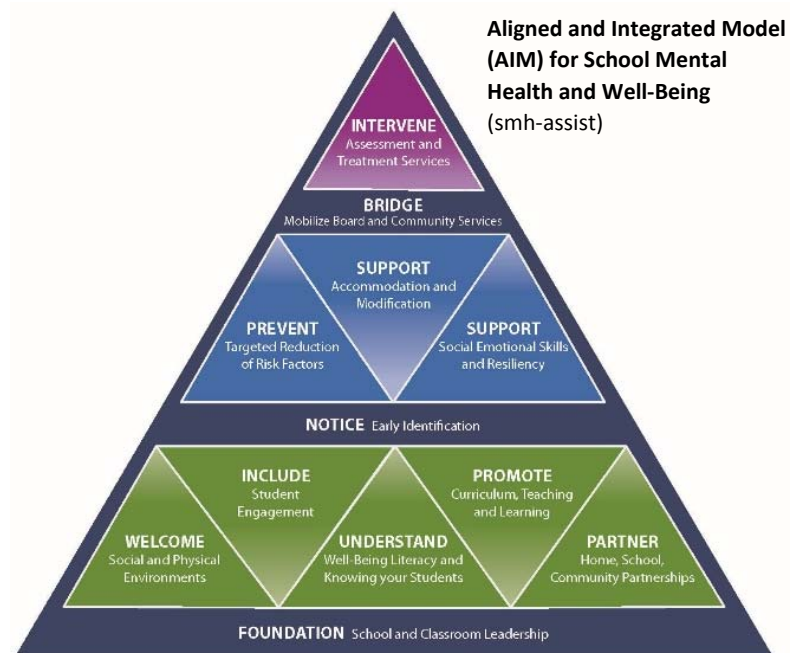 Aligned and Integrated Model
(AIM) for School Mental
Health and Well-Being
(smh-assist)
INTERVENE
Assessment and
Treatment Services
BRIDGE
Mobilize Board and Community Services
SUPPORT
Accommodation and
Modification
PREVENT
Targeted Reduction
of Risk Factors
SUPPORT
Social Emotional Skills
and Resiliency
NOTICE Early Identification
INCLUDE
Student
Engagement
PROMOTE
Curriculum, Teaching
and Learning
WELCOME
Social and Physical
Environments
UNDERSTAND
Well-Being Literacy and
Knowing your Students
PARTNER
Home, School,
Community Partnerships
FOUNDATION School and Classroom Leadership